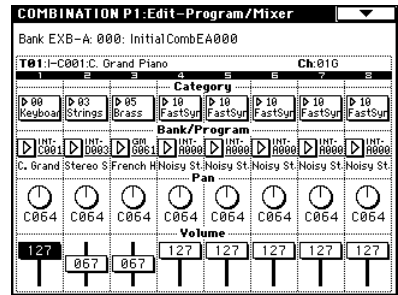 COMBINATION P1:Edit-Program/Mixer
Bank EXB-A: 000: InitialCombEA000
T01:I-C001:C. Grand Piano Ch:01G
1 2 3 4 5 6 7 8
Category
00 03 05 10 10 10 10 10
Keyboar Strings Brass FastSyn FastSyn FastSyn FastSyn FastSyn
Bank/Program
INT- INT- GM INT- INT- INT- INT- INT-
C001 D003 G061 A000 A000 A000 A000 A000
C. Grand Stereo S French H Noisy St Noisy St Noisy St Noisy St Noisy St
Pan
C064 C064 C064 C064 C064 C064 C064 C064
Volume
127 067 067 127 127 127 127 127